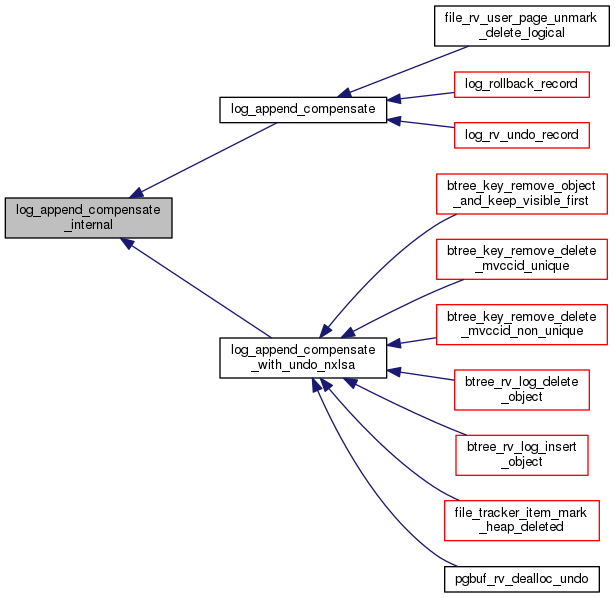 file_rv_user_page_unmark
_delete_logical
log_rollback_record
log_append_compensate
log_rv_undo_record
btree_key_remove_object
_and_keep_visible_first
log_append_compensate
_internal
btree_key_remove_delete
_mvccid_unique
btree_key_remove_delete
_mvccid_non_unique
log_append_compensate
_with_undo_nxlsa
btree_rv_log_delete
_object
btree_rv_log_insert
_object
file_tracker_item_mark
_heap_deleted
pgbuf_rv_dealloc_undo